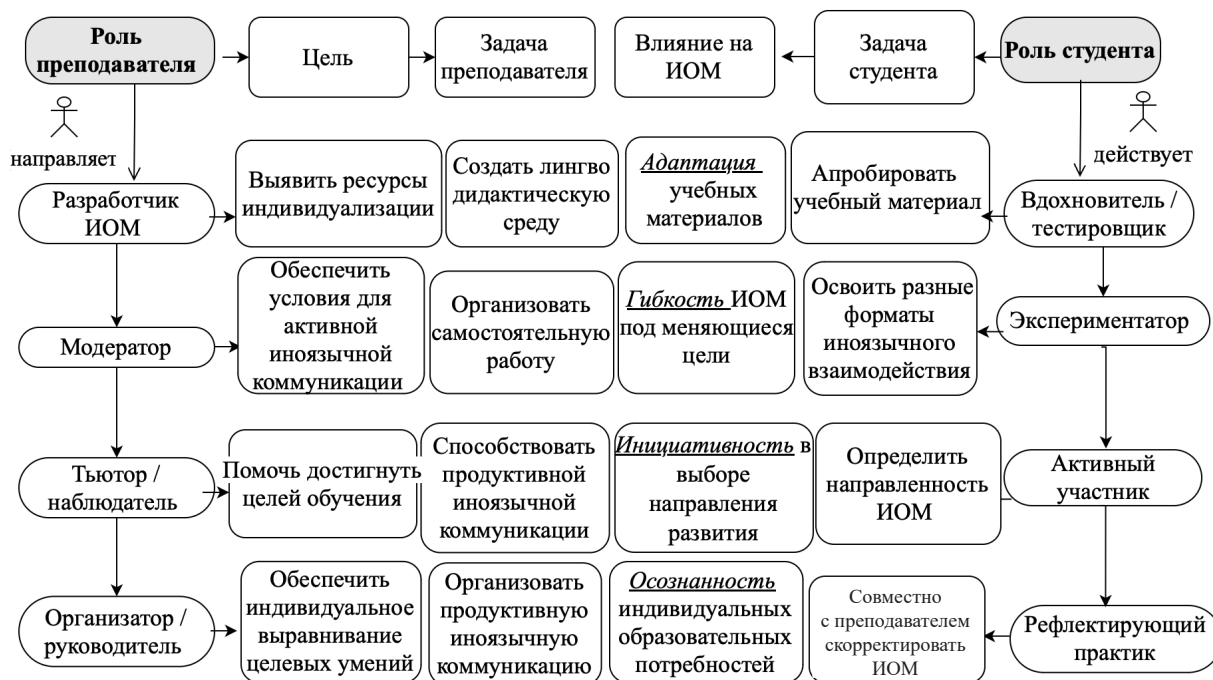 Роль
преподавателя
Цель
Задача
преподавателя
Влияние на
ИОМ
Задача
студента
Роль студента
направляет
действует
Разработчик
ИОМ
Выявить ресурсы
индивидуализации
Создать лингво
дидактическую
среду
Адаптация
учебных
материалов
Апробировать
учебный материал
Вдохновитель /
тестировщик
Модератор
Обеспечить
условия для
активной
иноязычной
коммуникации
Организовать
самостоятельную
работу
Гибкость ИОМ
под меняющиеся
цели
Освоить разные
форматы
иноязычного
взаимодействия
Экспериментатор
Тьютор /
наблюдатель
Помочь достигнуть
целей обучения
Способствовать
продуктивной
иноязычной
коммуникации
Инициативность в
выборе
направления
развития
Определить
направленность
ИОМ
Активный
участник
Организатор /
руководитель
Обеспечить
индивидуальное
выравнивание
целевых умений
Организовать
продуктивную
иноязычную
коммуникацию
Осознанность
индивидуальных
образовательных
потребностей
Совместно
с преподавателем
скорректировать
ИОМ
Рефлектирующий
практик